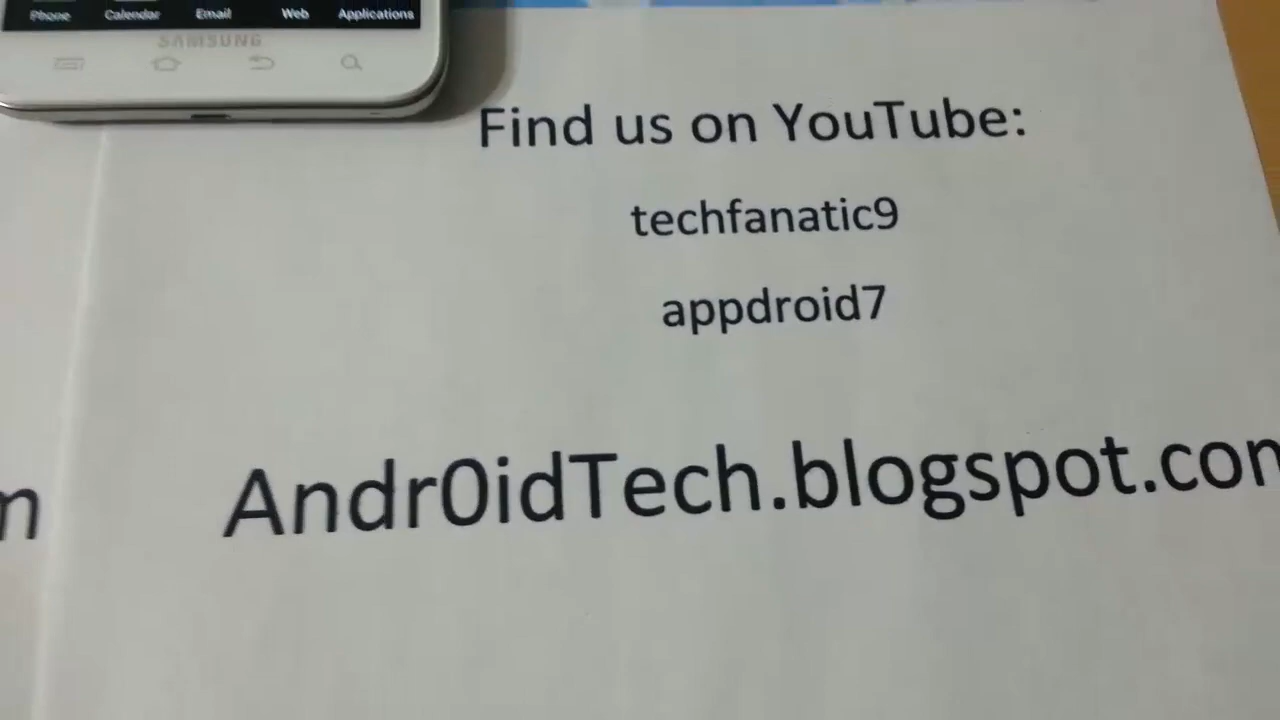 Phone Calendar Email Web Applications
SAMSUNG
Find us on YouTube:
techfanatic9
appdroid7
Andr0idTech.blogspot.com